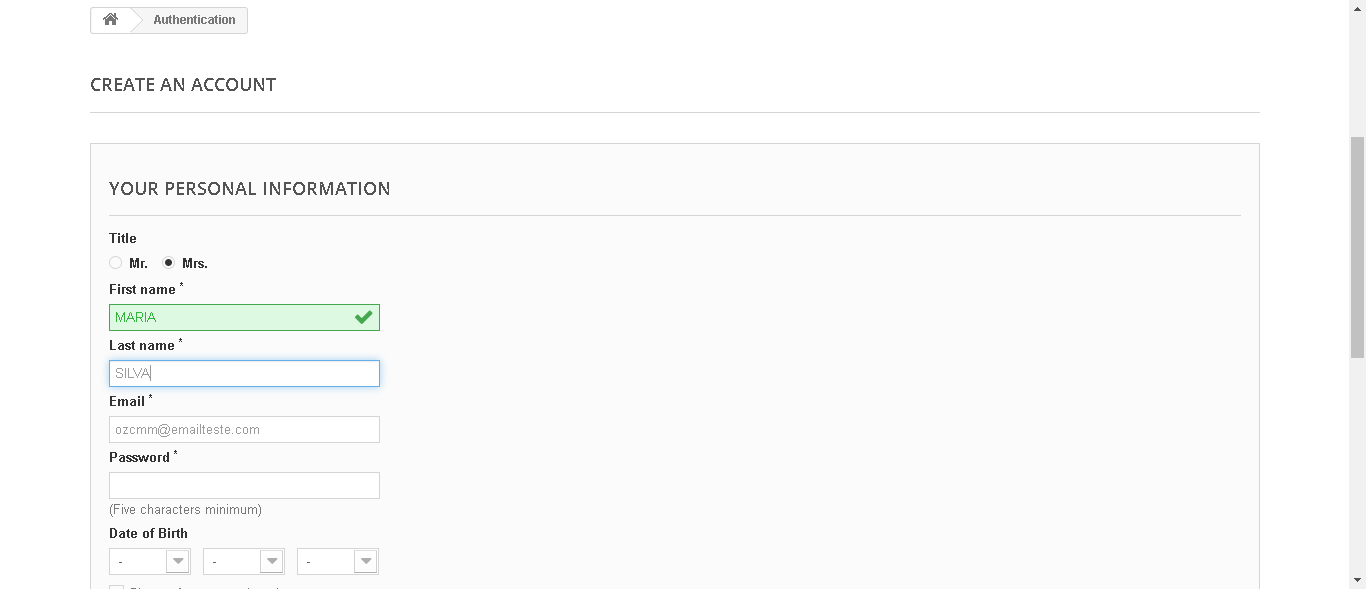 Authentication
CREATE AN ACCOUNT
YOUR PERSONAL INFORMATION
Title
Mr. Mrs.
First name *
MARIA
Last name *
SILVA
Email *
ozcmm@emailteste.com
Password *
(Five characters minimum)
Date of Birth
- - -